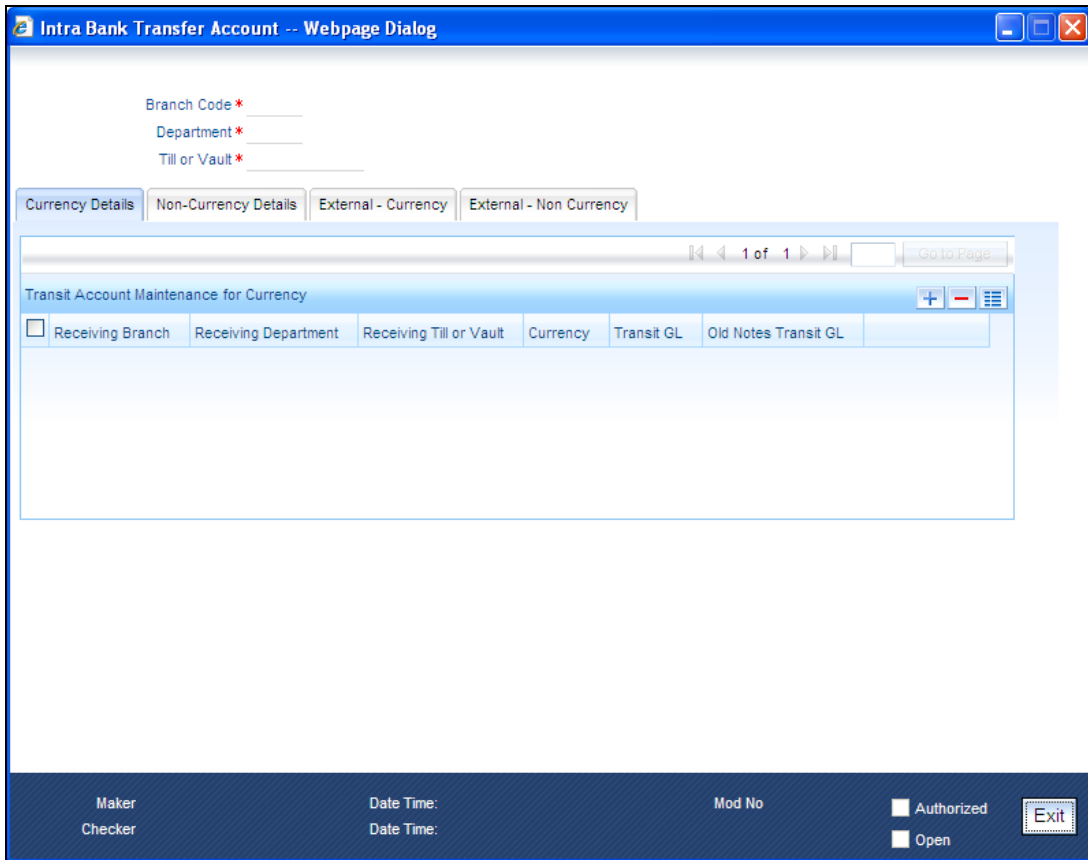 Intra Bank Transfer Account -- Webpage Dialog
Branch Code *
Department *
Till or Vault *
Currency Details Non-Currency Details External - Currency External - Non Currency
1 of 1 Go to Page
Transit Account Maintenance for Currency
Receiving Branch Receiving Department Receiving Till or Vault Currency Transit GL Old Notes Transit GL
Maker Date Time: Mod No Authorized Exit
Checker Date Time: Open